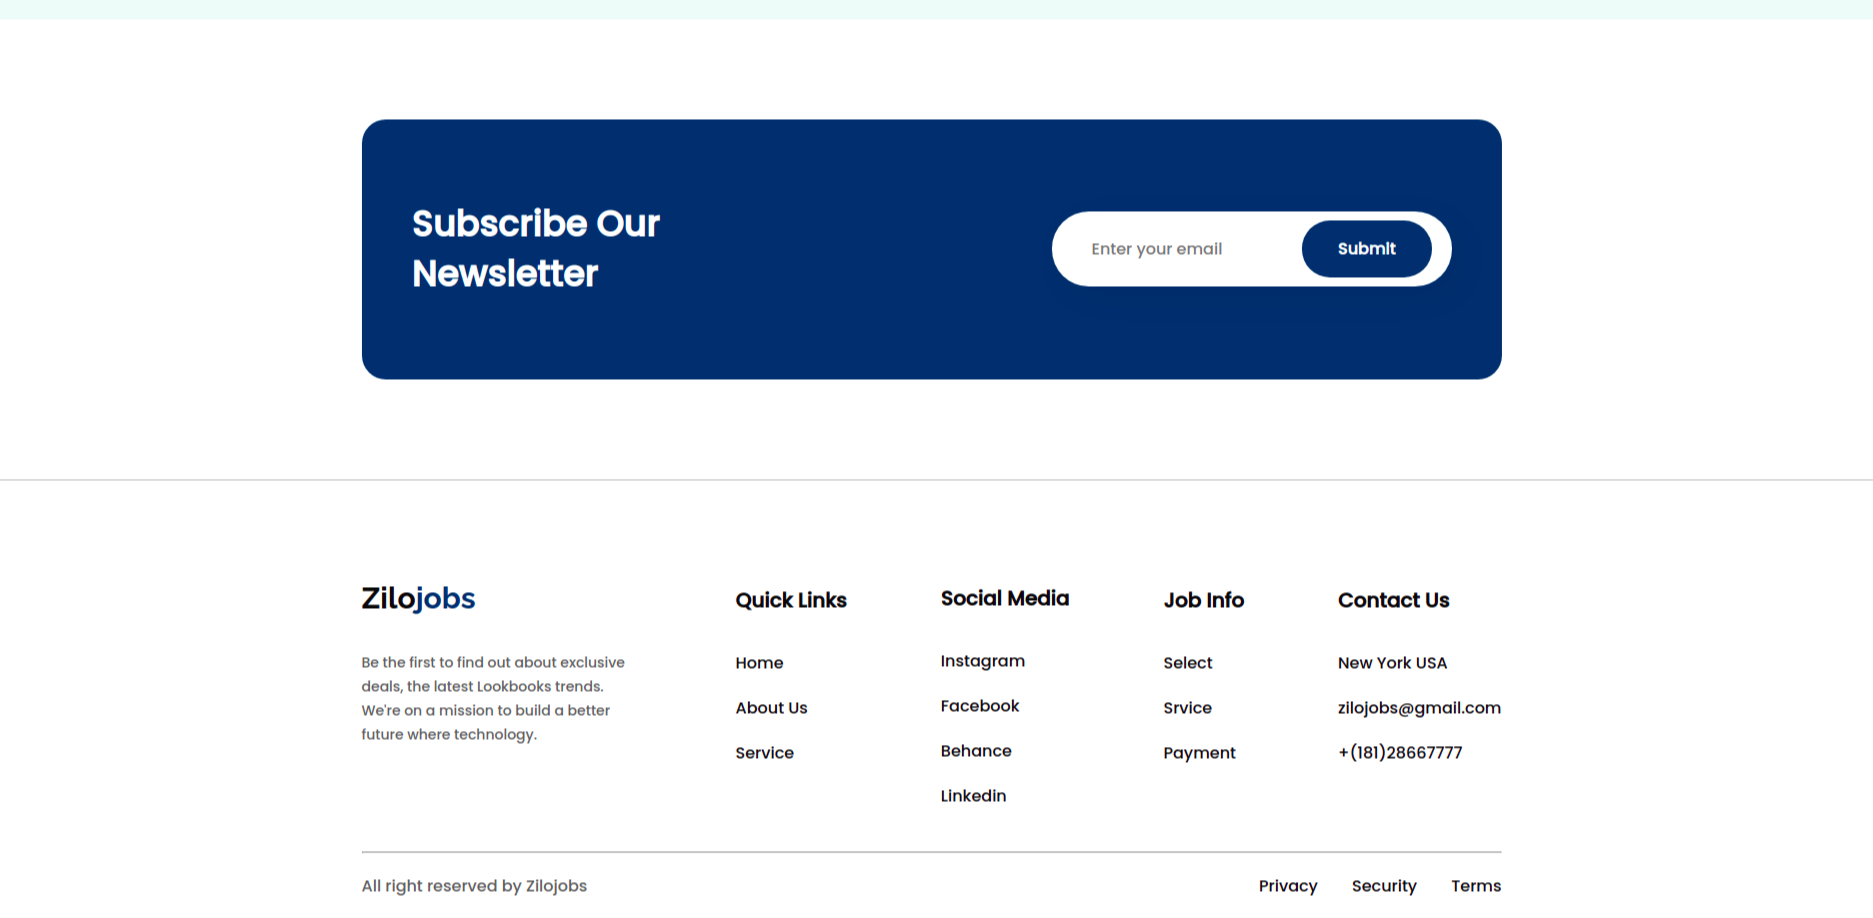 Subscribe Our
Newsletter
Enter your email
Submit
Zilojobs
Be the first to find out about exclusive
deals, the latest Lookbooks trends.
We're on a mission to build a better
future where technology.
Quick Links
Home
About Us
Service
Social Media
Instagram
Facebook
Behance
Linkedin
Job Info
Select
Srvice
Payment
Contact Us
New York USA
zilojobs@gmail.com
+(181)28667777
All right reserved by Zilojobs
Privacy
Security
Terms